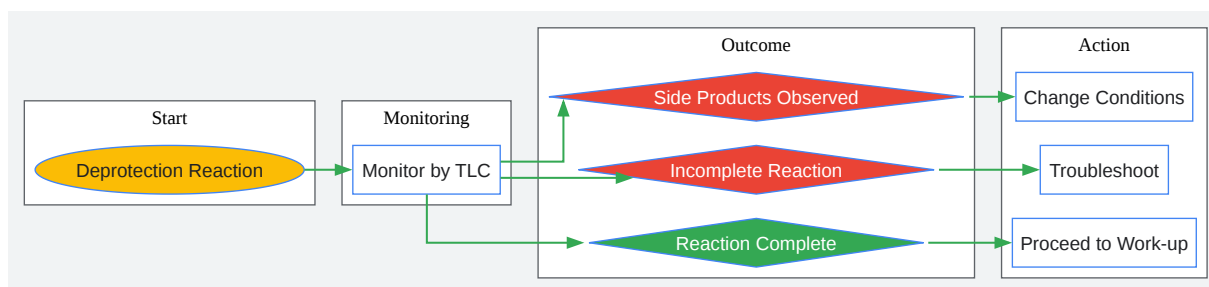 Start
Deprotection Reaction
Monitoring
Monitor by TLC
Outcome
Side Products Observed
Incomplete Reaction
Reaction Complete
Action
Change Conditions
Troubleshoot
Proceed to Work-up